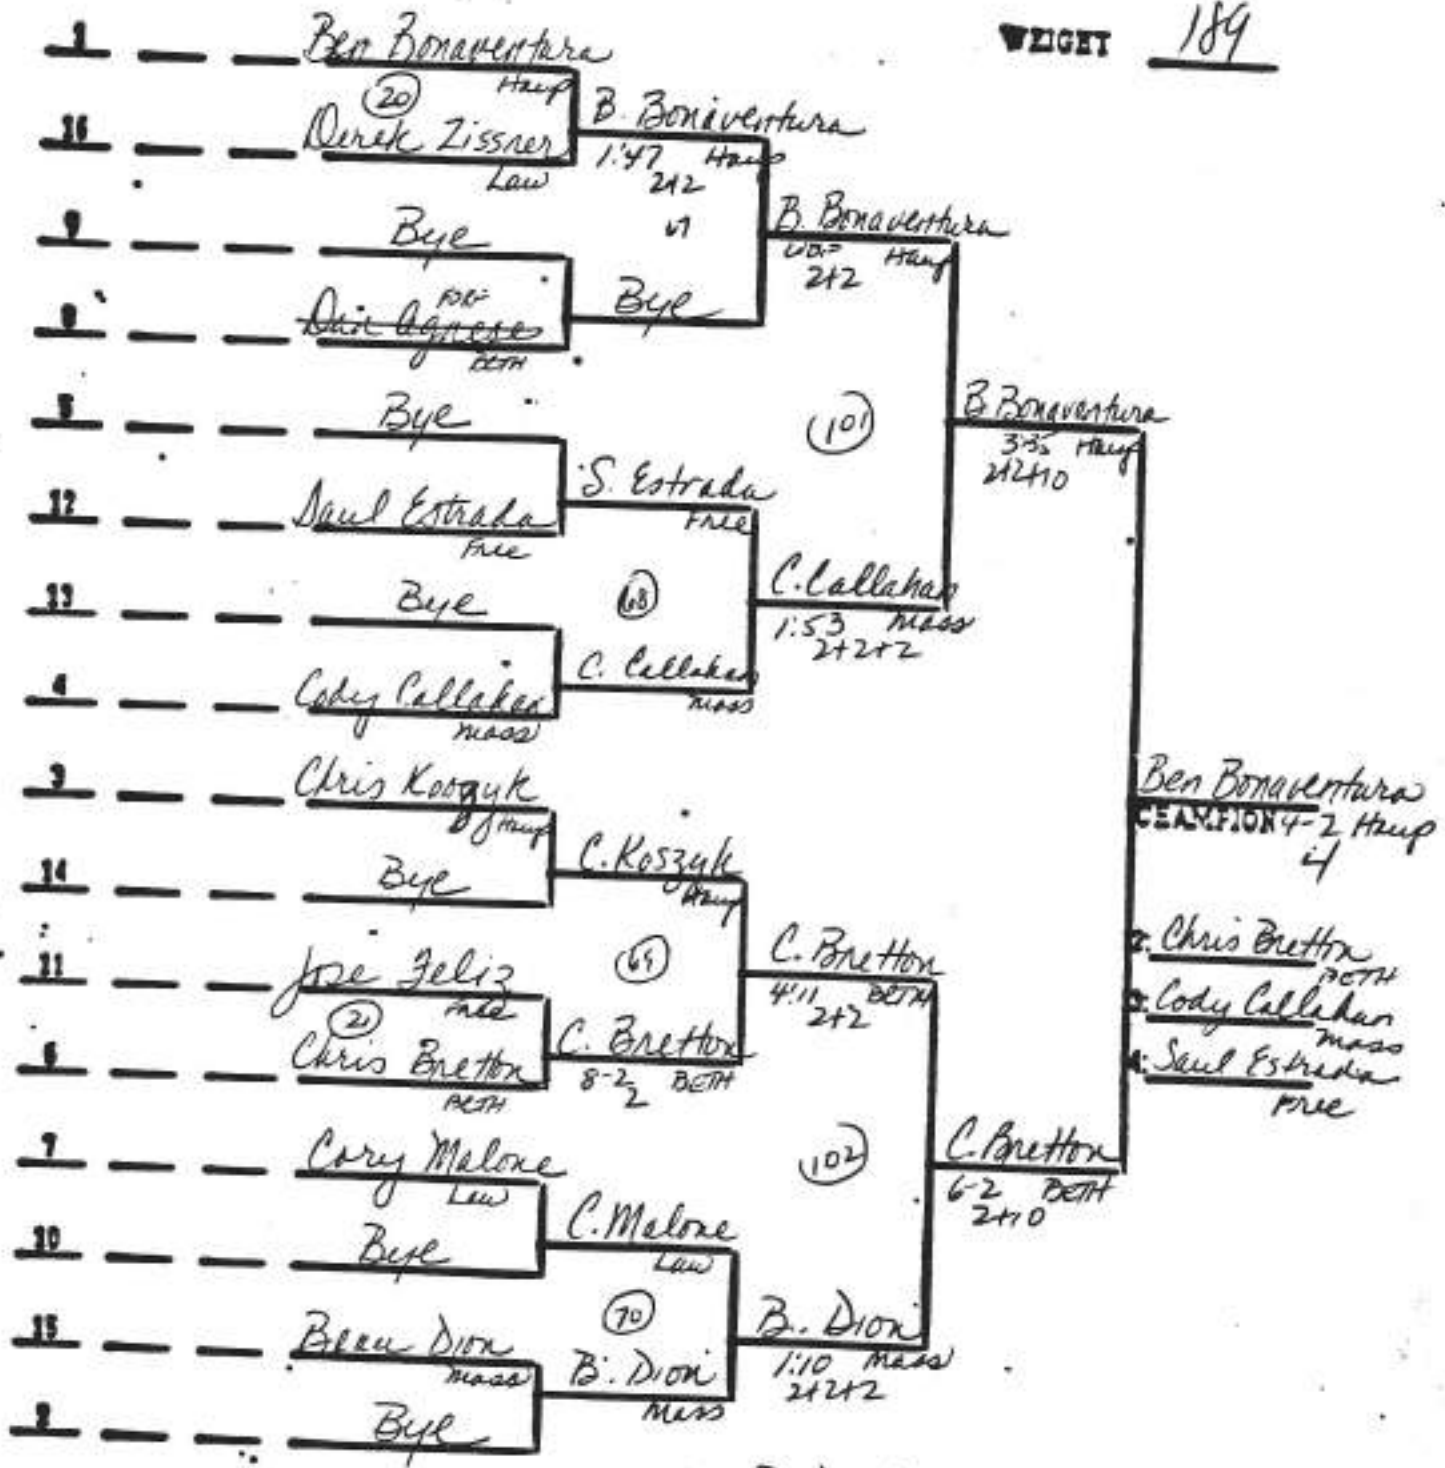 WEIGHT 189
1 Ben Bonaventura
Haup
20
16 Derek Zissner
Law
B. Bonaventura
1:47 Haup
2+2
9 Bye
8 Agnese
BETH
Bye
B. Bonaventura
Haup
2+2
5 Bye
12 Saul Estrada
Free
S. Estrada
Free
13 Bye
4 Cody Callahan
Mass
68
C. Callahan
Mass
C. Callahan
1:53 Mass
2+2+2
101
B. Bonaventura
3:35 Haup
2+2+10
3 Chris Koszyk
Haup
14 Bye
C. Koszyk
Haup
11 Jose Feliz
Free
21
6 Chris Bretton
BETH
69
C. Bretton
8-2 BETH
2
C. Bretton
4:11 BETH
2+2
7 Cory Malone
Law
10 Bye
C. Malone
Law
15 Beau Dion
Mass
2 Bye
70
B. Dion
Mass
B. Dion
1:10 Mass
2+2+2
102
C. Bretton
6-2 BETH
2+10
Ben Bonaventura
CHAMPION 4-2 Haup
2. Chris Bretton
BETH
3. Cody Callahan
Mass
4. Saul Estrada
Free